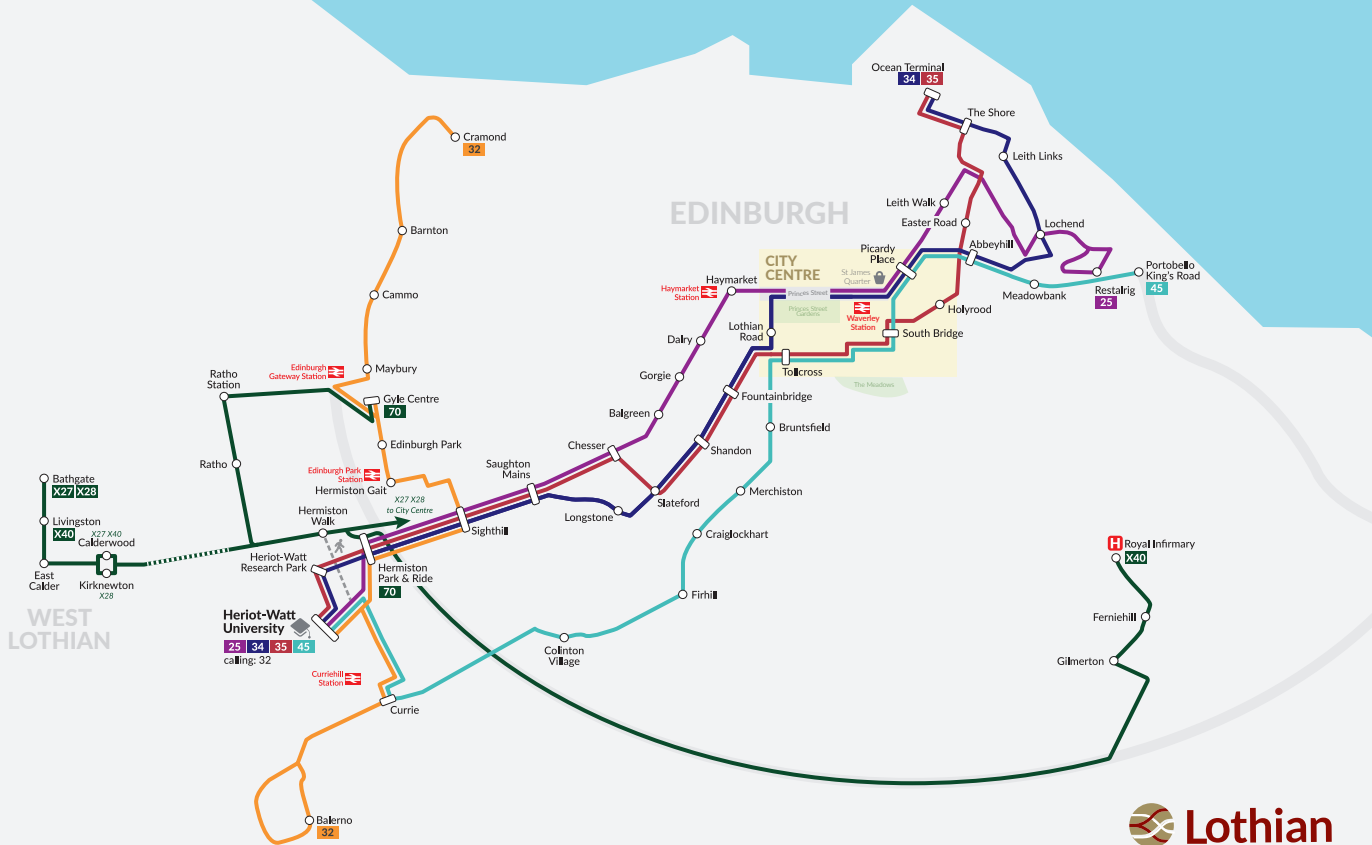 Ocean Terminal
34 35
The Shore
Leith Links
Cramond
32
Leith Walk
EDINBURGH
Easter Road
Lochend
Barnton
Abbeyhill
Picardy
Place
CITY
CENTRE
St James
Quarter
Haymarket
Haymarket
Station
Princes Street
Princes Street
Gardens
Waverley
Station
Portobello
King's Road
45
Meadowbank
Restalrig
25
Cammo
Holyrood
Lothian
Road
South Bridge
Dalry
Tollcross
The Meadows
Edinburgh
Gateway Station
Maybury
Ratho
Station
Gorgie
Gyle Centre
70
Fountainbridge
Balgreen
Bruntsfield
Edinburgh Park
Chesser
Shandon
Ratho
Saughton
Mains
Edinburgh Park
Station
Hermiston Gait
Bathgate
X27 X28
Slateford
Merchiston
X27 X28
to City Centre
Hermiston
Walk
Longstone
Livingston
X40
X27 X40
Calderwood
Sighthill
Craiglockhart
Royal Infirmary
X40
Heriot-Watt
Research Park
Hermiston
Park & Ride
70
East
Calder
Kirknewton
X28
Firhill
WEST
LOTHIAN
Heriot-Watt
University
25 34 35 45
calling: 32
Ferniehill
Colinton
Village
Gilmerton
Curriehill
Station
Currie
Balerno
32
H
Lothian